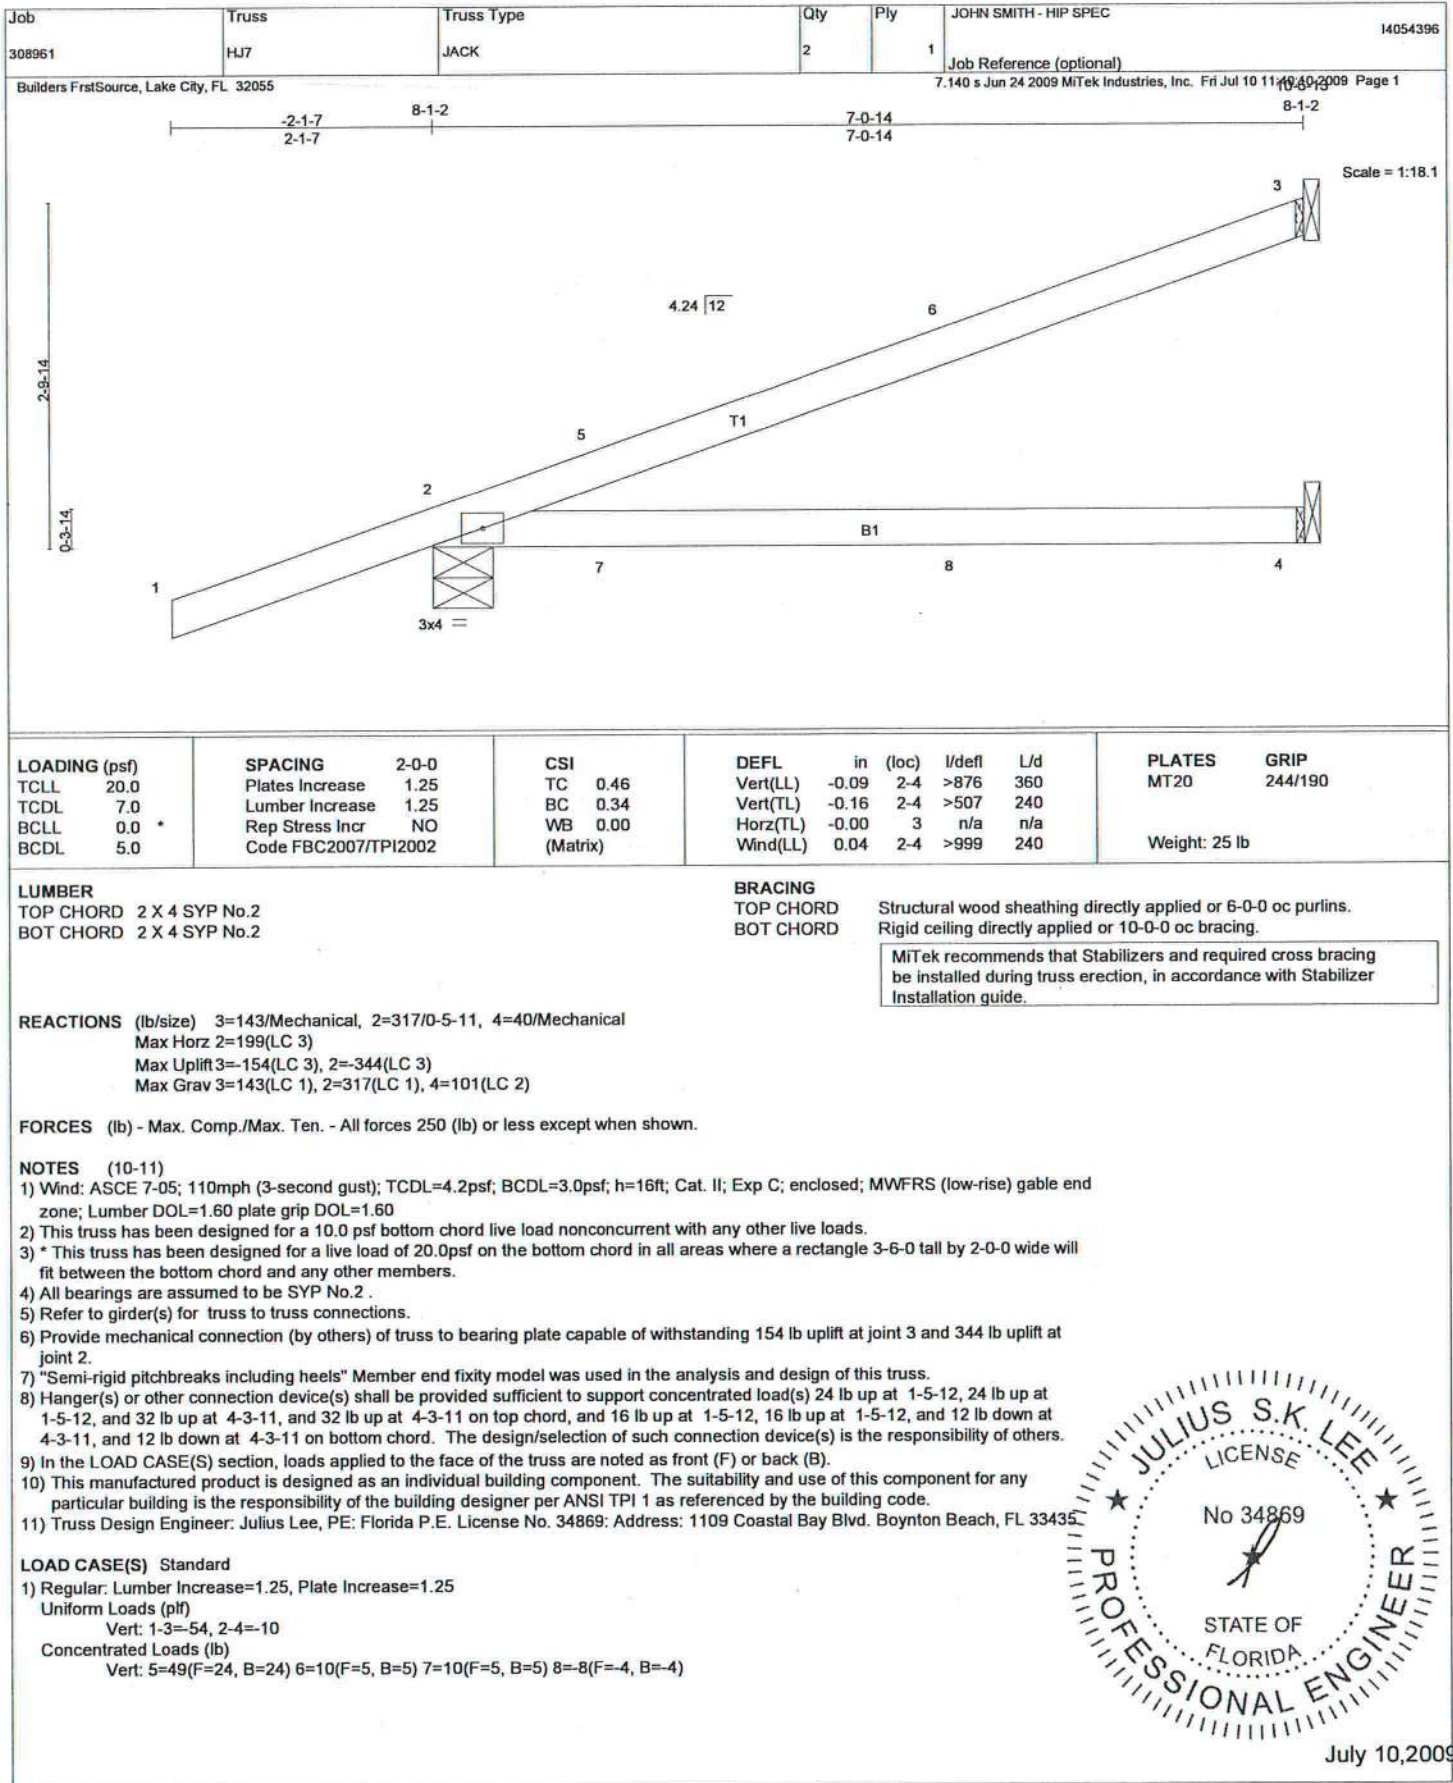 Job Truss Truss Type Qty Ply JOHN SMITH - HIP SPEC
I4054396
308961 HJ7 JACK 2 1
Job Reference (optional)
Builders FrstSource, Lake City, FL 32055 7.140 s Jun 24 2009 MiTek Industries, Inc. Fri Jul 10 2009 Page 1
-2-1-7 8-1-2 7-0-14 8-1-2
2-1-7 7-0-14
Scale = 1:18.1
3
4.24 12
6
2-9-14
T1
5
2
0-3-14
B1
7 8 4
1
3x4 =
LOADING (psf)
TCLL 20.0
TCDL 7.0
BCLL 0.0 *
BCDL 5.0
SPACING 2-0-0
Plates Increase 1.25
Lumber Increase 1.25
Rep Stress Incr NO
Code FBC2007/TPI2002
CSI
TC 0.46
BC 0.34
WB 0.00
(Matrix)
DEFL in (loc) l/defl L/d
Vert(LL) -0.09 2-4 >876 360
Vert(TL) -0.16 2-4 >507 240
Horz(TL) -0.00 3 n/a n/a
Wind(LL) 0.04 2-4 >999 240
PLATES GRIP
MT20 244/190
Weight: 25 lb
LUMBER
TOP CHORD 2 X 4 SYP No.2
BOT CHORD 2 X 4 SYP No.2
BRACING
TOP CHORD Structural wood sheathing directly applied or 6-0-0 oc purlins.
BOT CHORD Rigid ceiling directly applied or 10-0-0 oc bracing.
MiTek recommends that Stabilizers and required cross bracing
be installed during truss erection, in accordance with Stabilizer
Installation guide.
REACTIONS (lb/size) 3=143/Mechanical, 2=317/0-5-11, 4=40/Mechanical
Max Horz 2=199(LC 3)
Max Uplift 3=-154(LC 3), 2=-344(LC 3)
Max Grav 3=143(LC 1), 2=317(LC 1), 4=101(LC 2)
FORCES (lb) - Max. Comp./Max. Ten. - All forces 250 (lb) or less except when shown.
NOTES (10-11)
1) Wind: ASCE 7-05; 110mph (3-second gust); TCDL=4.2psf; BCDL=3.0psf; h=16ft; Cat. II; Exp C; enclosed; MWFRS (low-rise) gable end
zone; Lumber DOL=1.60 plate grip DOL=1.60
2) This truss has been designed for a 10.0 psf bottom chord live load nonconcurrent with any other live loads.
3) * This truss has been designed for a live load of 20.0psf on the bottom chord in all areas where a rectangle 3-6-0 tall by 2-0-0 wide will
fit between the bottom chord and any other members.
4) All bearings are assumed to be SYP No.2 .
5) Refer to girder(s) for truss to truss connections.
6) Provide mechanical connection (by others) of truss to bearing plate capable of withstanding 154 lb uplift at joint 3 and 344 lb uplift at
joint 2.
7) "Semi-rigid pitchbreaks including heels" Member end fixity model was used in the analysis and design of this truss.
8) Hanger(s) or other connection device(s) shall be provided sufficient to support concentrated load(s) 24 lb up at 1-5-12, 24 lb up at
1-5-12, and 32 lb up at 4-3-11, and 32 lb up at 4-3-11 on top chord, and 16 lb up at 1-5-12, 16 lb up at 1-5-12, and 12 lb down at
4-3-11, and 12 lb down at 4-3-11 on bottom chord. The design/selection of such connection device(s) is the responsibility of others.
9) In the LOAD CASE(S) section, loads applied to the face of the truss are noted as front (F) or back (B).
10) This manufactured product is designed as an individual building component. The suitability and use of this component for any
particular building is the responsibility of the building designer per ANSI TPI 1 as referenced by the building code.
11) Truss Design Engineer: Julius Lee, PE: Florida P.E. License No. 34869: Address: 1109 Coastal Bay Blvd. Boynton Beach, FL 33435
LOAD CASE(S) Standard
1) Regular: Lumber Increase=1.25, Plate Increase=1.25
Uniform Loads (plf)
Vert: 1-3=-54, 2-4=-10
Concentrated Loads (lb)
Vert: 5=49(F=24, B=24) 6=10(F=5, B=5) 7=10(F=5, B=5) 8=-8(F=-4, B=-4)
JULIUS S.K. LEE
LICENSE
No 34869
STATE OF
FLORIDA
PROFESSIONAL ENGINEER
July 10,2009